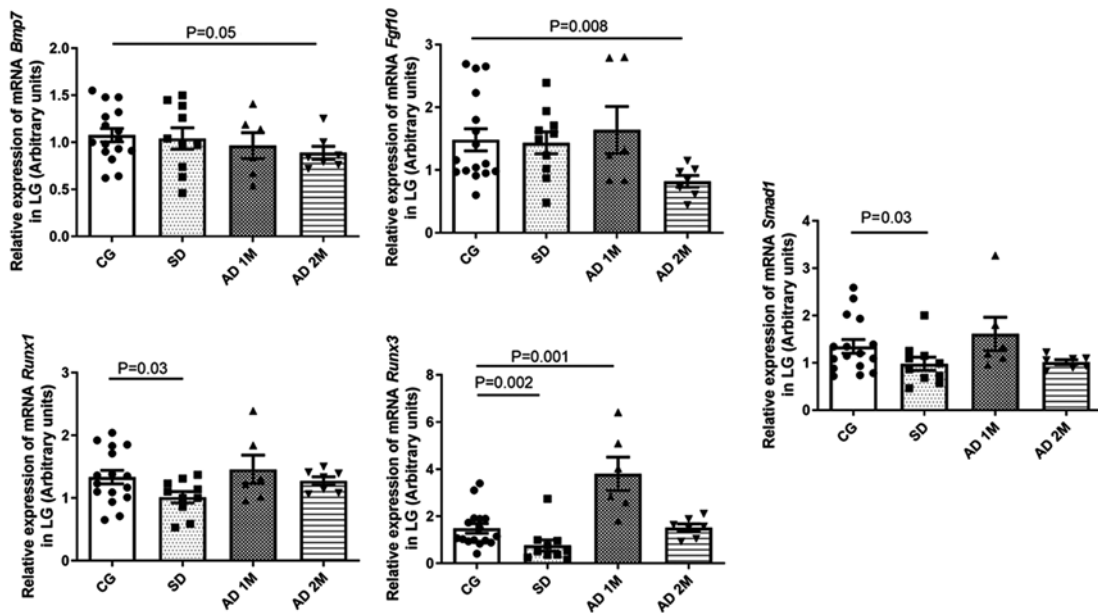 Relative expression of mRNA Bmp7
in LG (Arbitrary units)
2.0
1.5
1.0
0.5
0.0
P=0.05
CG
SD
AD 1M
AD 2M
Relative expression of mRNA Fgf10
in LG (Arbitrary units)
3
2
1
0
P=0.008
CG
SD
AD 1M
AD 2M
Relative expression of mRNA Smad1
in LG (Arbitrary units)
4
3
2
1
0
P=0.03
CG
SD
AD 1M
AD 2M
Relative expression of mRNA Runx1
in LG (Arbitrary units)
3
2
1
0
P=0.03
CG
SD
AD 1M
AD 2M
Relative expression of mRNA Runx3
in LG (Arbitrary units)
8
6
4
2
0
P=0.001
P=0.002
CG
SD
AD 1M
AD 2M